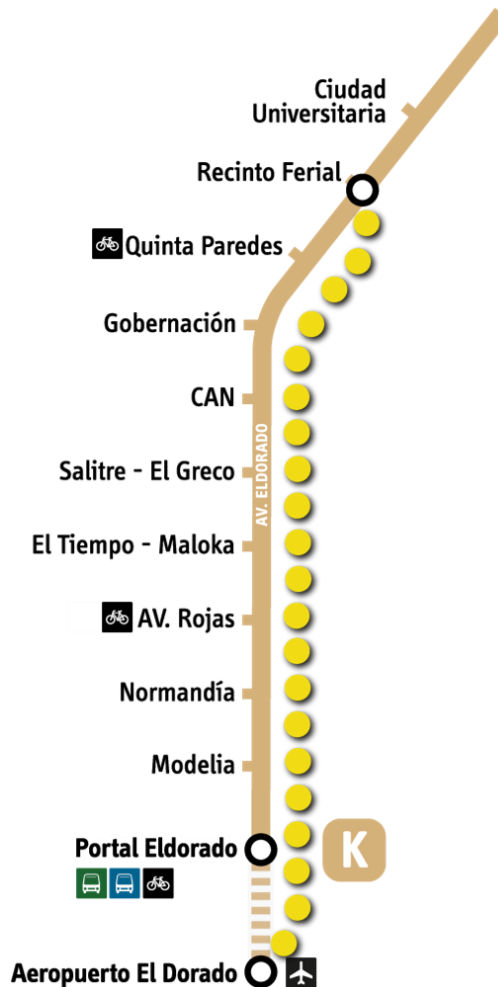 Ciudad
Universitaria
Recinto Ferial
Quinta Paredes
Gobernación
CAN
AV. ELDORADO
Salitre - El Greco
El Tiempo - Maloka
AV. Rojas
Normandía
Modelia
Portal Eldorado
K
Aeropuerto El Dorado